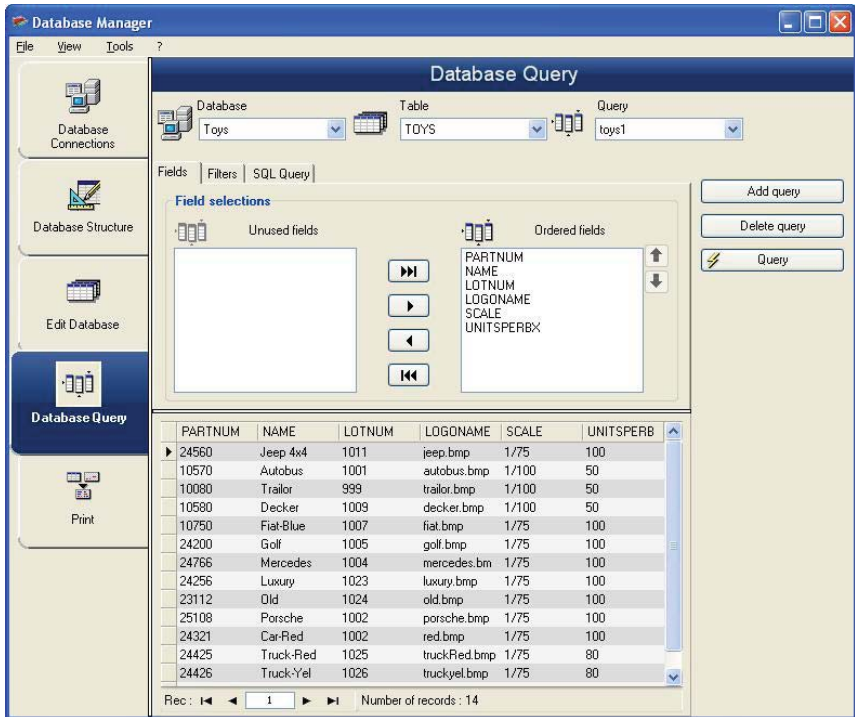 Database Manager
File View Tools ?
Database Connections
Database Structure
Edit Database
Database Query
Print
Database Query
Database Table Query
Toys TOYS toys1
Fields Filters SQL Query
Add query
Delete query
Query
Field selections
Unused fields Ordered fields
PARTNUM
NAME
LOTNUM
LOGONAME
SCALE
UNITSPERBX
PARTNUM NAME LOTNUM LOGONAME SCALE UNITSPERB
24560 Jeep 4x4 1011 jeep.bmp 1/75 100
10570 Autobus 1001 autobus.bmp 1/100 50
10080 Trailor 999 trailor.bmp 1/100 50
10580 Decker 1009 decker.bmp 1/100 50
10750 Fiat-Blue 1007 fiat.bmp 1/75 100
24200 Golf 1005 golf.bmp 1/75 100
24766 Mercedes 1004 mercedes.bm 1/75 100
24256 Luxury 1023 luxury.bmp 1/75 100
23112 Old 1024 old.bmp 1/75 100
25108 Porsche 1002 porsche.bmp 1/75 100
24321 Car-Red 1002 red.bmp 1/75 100
24425 Truck-Red 1025 truckRed.bmp 1/75 80
24426 Truck-Yel 1026 truckyel.bmp 1/75 80
Rec : 1 Number of records : 14